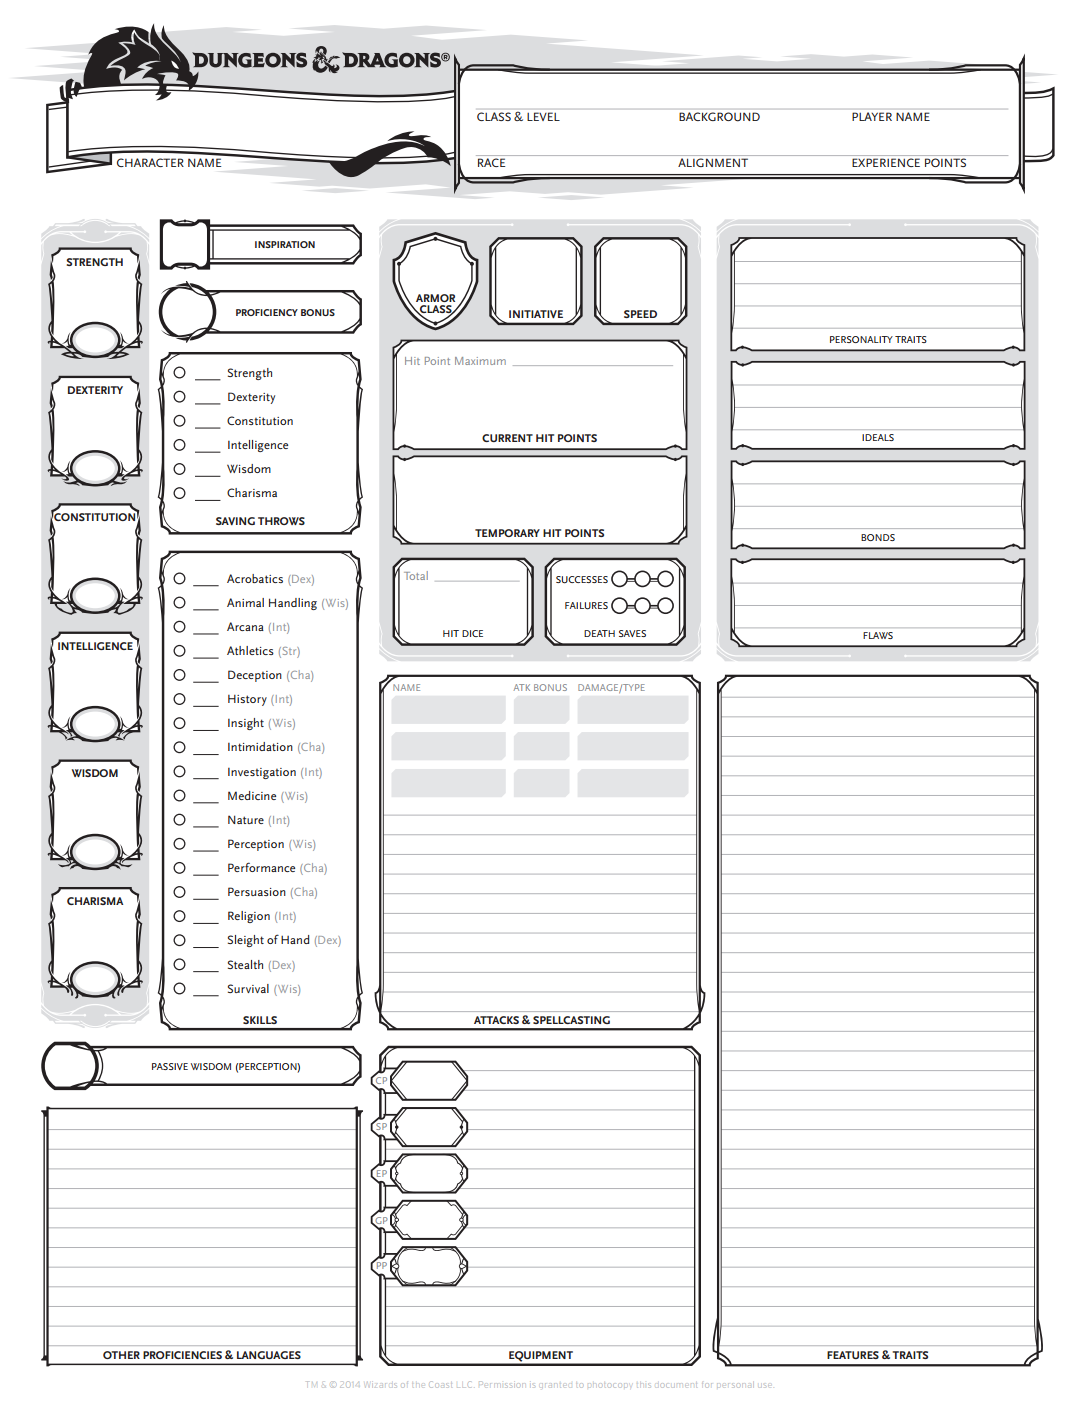 DUNGEONS & DRAGONS®
CHARACTER NAME
CLASS & LEVEL
BACKGROUND
PLAYER NAME
RACE
ALIGNMENT
EXPERIENCE POINTS
STRENGTH
DEXTERITY
CONSTITUTION
INTELLIGENCE
WISDOM
CHARISMA
INSPIRATION
PROFICIENCY BONUS
Strength
Dexterity
Constitution
Intelligence
Wisdom
Charisma
SAVING THROWS
Acrobatics (Dex)
Animal Handling (Wis)
Arcana (Int)
Athletics (Str)
Deception (Cha)
History (Int)
Insight (Wis)
Intimidation (Cha)
Investigation (Int)
Medicine (Wis)
Nature (Int)
Perception (Wis)
Performance (Cha)
Persuasion (Cha)
Religion (Int)
Sleight of Hand (Dex)
Stealth (Dex)
Survival (Wis)
SKILLS
PASSIVE WISDOM (PERCEPTION)
OTHER PROFICIENCIES & LANGUAGES
ARMOR
CLASS
INITIATIVE
SPEED
Hit Point Maximum
CURRENT HIT POINTS
TEMPORARY HIT POINTS
Total
HIT DICE
SUCCESSES
FAILURES
DEATH SAVES
NAME
ATK BONUS
DAMAGE/TYPE
ATTACKS & SPELLCASTING
CP
SP
EP
GP
PP
EQUIPMENT
PERSONALITY TRAITS
IDEALS
BONDS
FLAWS
FEATURES & TRAITS
TM & © 2014 Wizards of the Coast LLC. Permission is granted to photocopy this document for personal use.